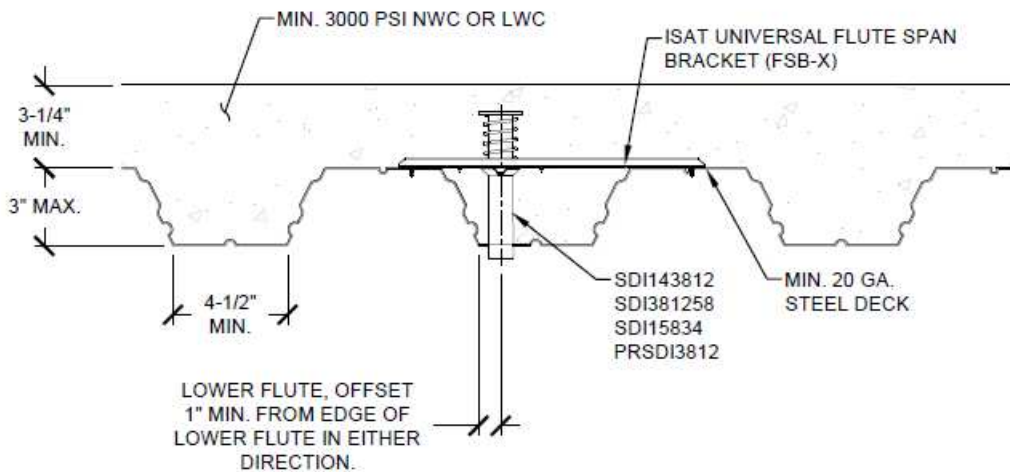 MIN. 3000 PSI NWC OR LWC
ISAT UNIVERSAL FLUTE SPAN
BRACKET (FSB-X)
3-1/4"
MIN.
3" MAX.
4-1/2"
MIN.
SDI143812
SDI381258
SDI15834
PRSDI3812
MIN. 20 GA.
STEEL DECK
LOWER FLUTE, OFFSET
1" MIN. FROM EDGE OF
LOWER FLUTE IN EITHER
DIRECTION.